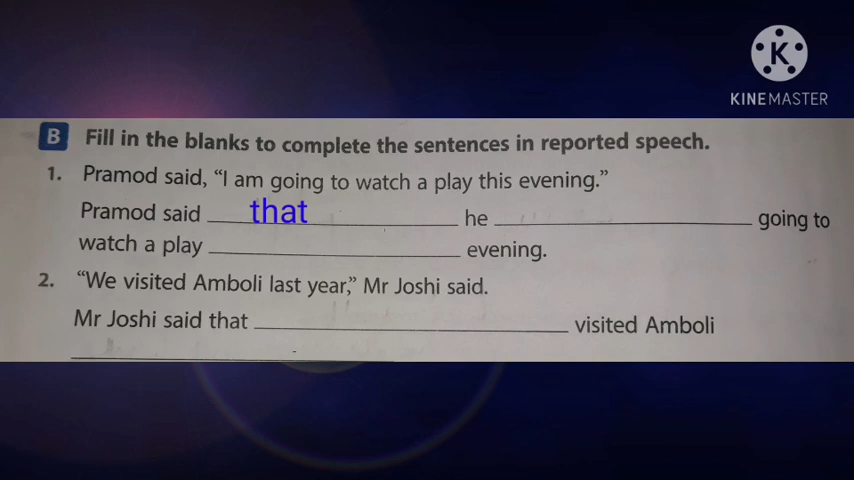 K
KINEMASTER
B Fill in the blanks to complete the sentences in reported speech.
1. Pramod said, “I am going to watch a play this evening.”
Pramod said that he going to
watch a play evening.
2. “We visited Amboli last year,” Mr Joshi said.
Mr Joshi said that visited Amboli